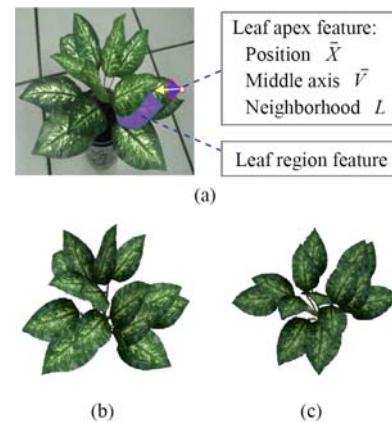 Leaf apex feature:
Position X̄
Middle axis V̄
Neighborhood L
Leaf region feature
(a)
(b)
(c)